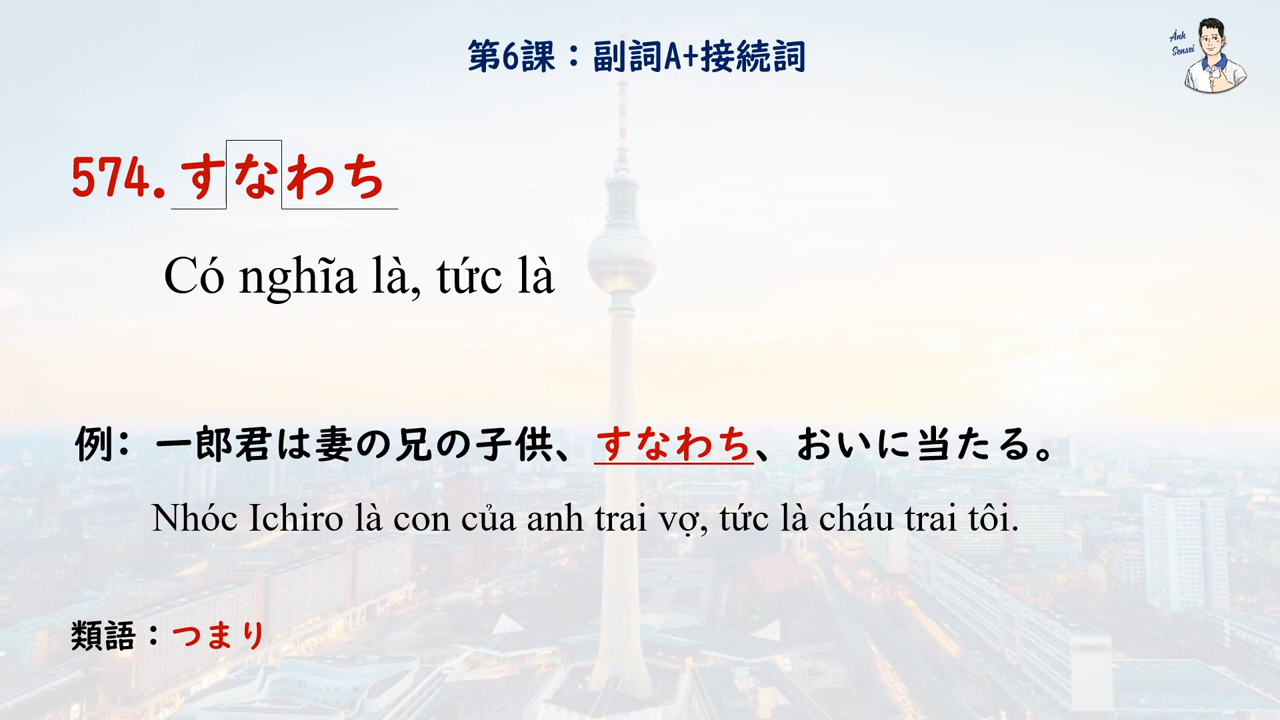 第6課：副詞A+接続詞
Ánh
Sensei
574.すなわち
Có nghĩa là, tức là
例：一郎君は妻の兄の子供、すなわち、おいに当たる。
Nhóc Ichiro là con của anh trai vợ, tức là cháu trai tôi.
類語：つまり